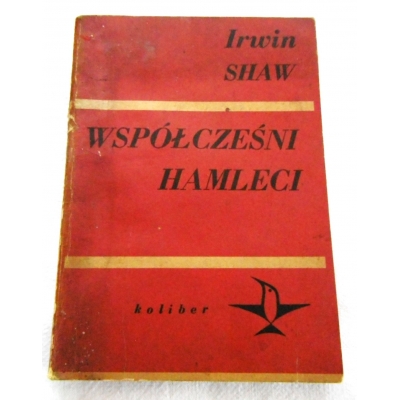 Irwin
SHAW
WSPÓŁCZEŚNI
HAMLECI
koliber